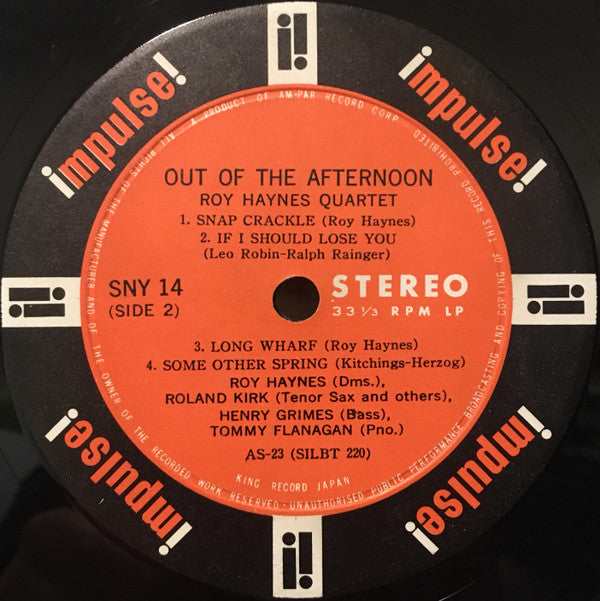 impulse!
impulse!
impulse!
impulse!
A PRODUCT OF AM-PAR RECORD CORP.
ALL RIGHTS OF THE MANUFACTURER AND OF THE OWNER OF THE RECORDED WORK RESERVED·UNAUTHORISED PUBLIC PERFORMANCE BROADCASTING AND COPYING OF THIS RECORD PROHIBITED
OUT OF THE AFTERNOON
ROY HAYNES QUARTET
1. SNAP CRACKLE (Roy Haynes)
2. IF I SHOULD LOSE YOU
(Leo Robin-Ralph Rainger)
SNY 14
(SIDE 2)
STEREO
33 1/3 RPM LP
3. LONG WHARF (Roy Haynes)
4. SOME OTHER SPRING (Kitchings-Herzog)
ROY HAYNES (Dms.),
ROLAND KIRK (Tenor Sax and others),
HENRY GRIMES (Bass),
TOMMY FLANAGAN (Pno.)
AS-23 (SILBT 220)
KING RECORD JAPAN